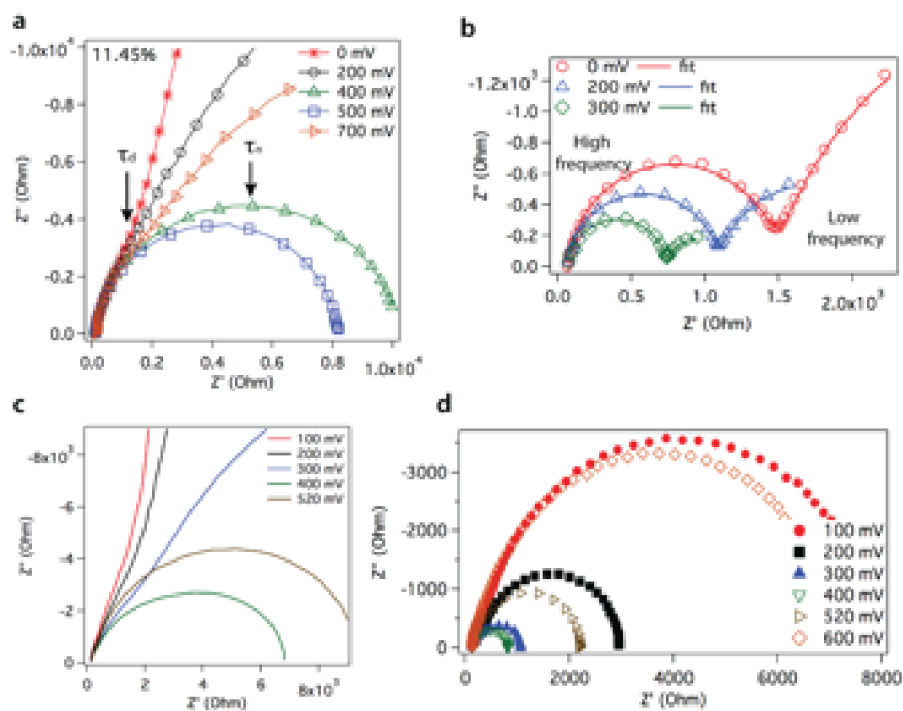 a
-1.0x10⁻⁴
11.45%
0 mV
200 mV
400 mV
500 mV
700 mV
-0.8
-0.6
τd
τn
-0.4
-0.2
0.0
Z" (Ohm)
0.0
0.2
0.4
0.6
0.8
1.0x10⁻⁴
Z' (Ohm)
b
0 mV fit
200 mV fit
300 mV fit
-1.2x10³
-1.0
-0.8
-0.6
-0.4
-0.2
0.0
High
frequency
Low
frequency
Z" (Ohm)
0.0
0.5
1.0
1.5
2.0x10³
Z' (Ohm)
c
100 mV
200 mV
300 mV
400 mV
520 mV
-8x10³
-6
-4
-2
0
Z" (Ohm)
0
2
4
6
8x10³
Z' (Ohm)
d
-3000
-2000
-1000
0
Z" (Ohm)
100 mV
200 mV
300 mV
400 mV
520 mV
600 mV
0
2000
4000
6000
8000
Z' (Ohm)